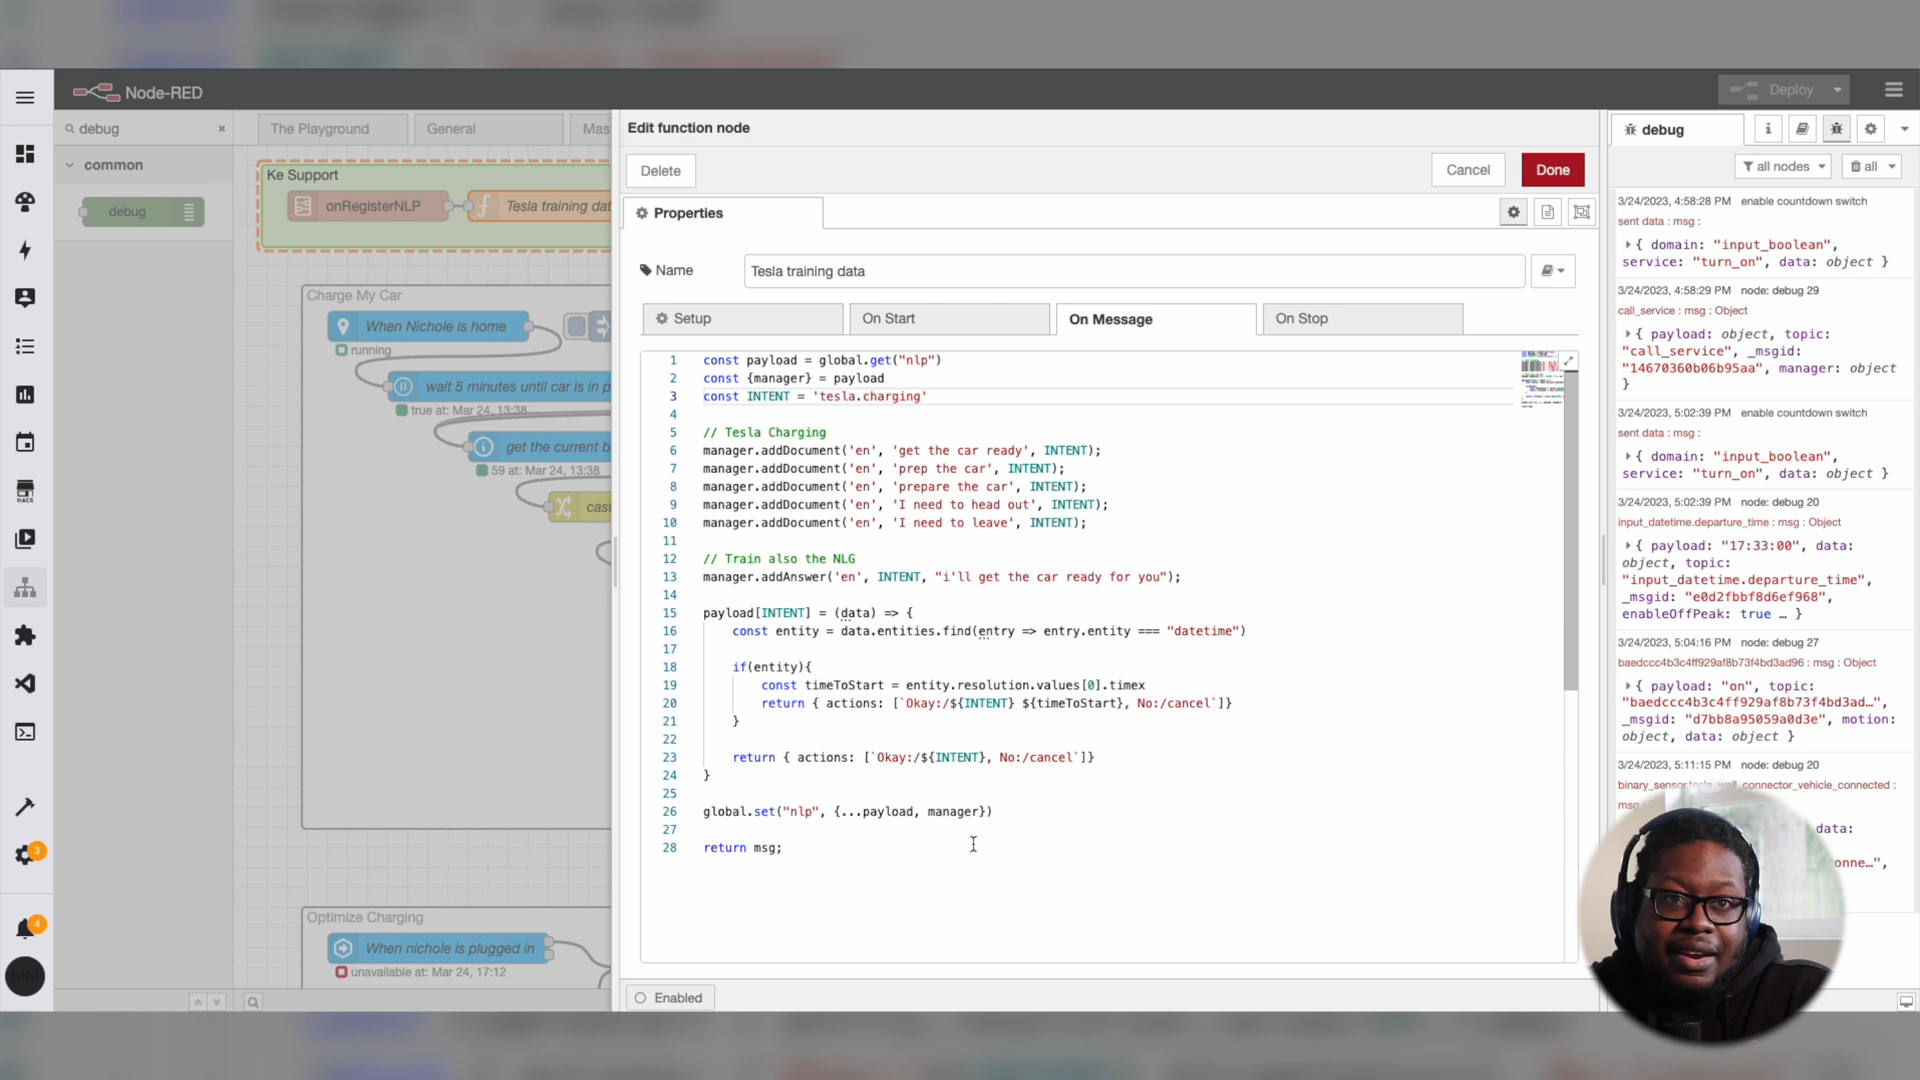 Node-RED
Deploy
debug
The Playground
General
Mas
Edit function node
debug
i
common
Delete
Cancel
Done
all nodes
all
debug
Ke Support
onRegisterNLP
Tesla training dat
Properties
Name
Tesla training data
Setup
On Start
On Message
On Stop
Charge My Car
When Nichole is home
running
wait 5 minutes until car is in p
true at: Mar 24, 13:38
get the current b
59 at: Mar 24, 13:38
cast
HACS
Optimize Charging
When nichole is plugged in
unavailable at: Mar 24, 17:12
3
4
1 const payload = global.get("nlp")
2 const {manager} = payload
3 const INTENT = 'tesla.charging'
4
5 // Tesla Charging
6 manager.addDocument('en', 'get the car ready', INTENT);
7 manager.addDocument('en', 'prep the car', INTENT);
8 manager.addDocument('en', 'prepare the car', INTENT);
9 manager.addDocument('en', 'I need to head out', INTENT);
10 manager.addDocument('en', 'I need to leave', INTENT);
11
12 // Train also the NLG
13 manager.addAnswer('en', INTENT, "i'll get the car ready for you");
14
15 payload[INTENT] = (data) => {
16 const entity = data.entities.find(entry => entry.entity === "datetime")
17
18 if(entity){
19 const timeToStart = entity.resolution.values[0].timex
20 return { actions: [`Okay:/${INTENT} ${timeToStart}, No:/cancel`]}
21 }
22
23 return { actions: [`Okay:/${INTENT}, No:/cancel`]}
24 }
25
26 global.set("nlp", {...payload, manager})
27
28 return msg;
Enabled
3/24/2023, 4:58:28 PM enable countdown switch
sent data : msg :
{ domain: "input_boolean",
service: "turn_on", data: object }
3/24/2023, 4:58:29 PM node: debug 29
call_service : msg : Object
{ payload: object, topic:
"call_service", _msgid:
"14670360b06b95aa", manager: object
}
3/24/2023, 5:02:39 PM enable countdown switch
sent data : msg :
{ domain: "input_boolean",
service: "turn_on", data: object }
3/24/2023, 5:02:39 PM node: debug 20
input_datetime.departure_time : msg : Object
{ payload: "17:33:00", data:
object, topic:
"input_datetime.departure_time",
_msgid: "e0d2fbbf8d6ef968",
enableOffPeak: true … }
3/24/2023, 5:04:16 PM node: debug 27
baedccc4b3c4ff929af8b73f4bd3ad96 : msg : Object
{ payload: "on", topic:
"baedccc4b3c4ff929af8b73f4bd3ad…",
_msgid: "d7bb8a95059a0d3e", motion:
object, data: object }
3/24/2023, 5:11:15 PM node: debug 20
binary_sensor.tesla_wall_connector_vehicle_connected :
msg
data:
onne…",